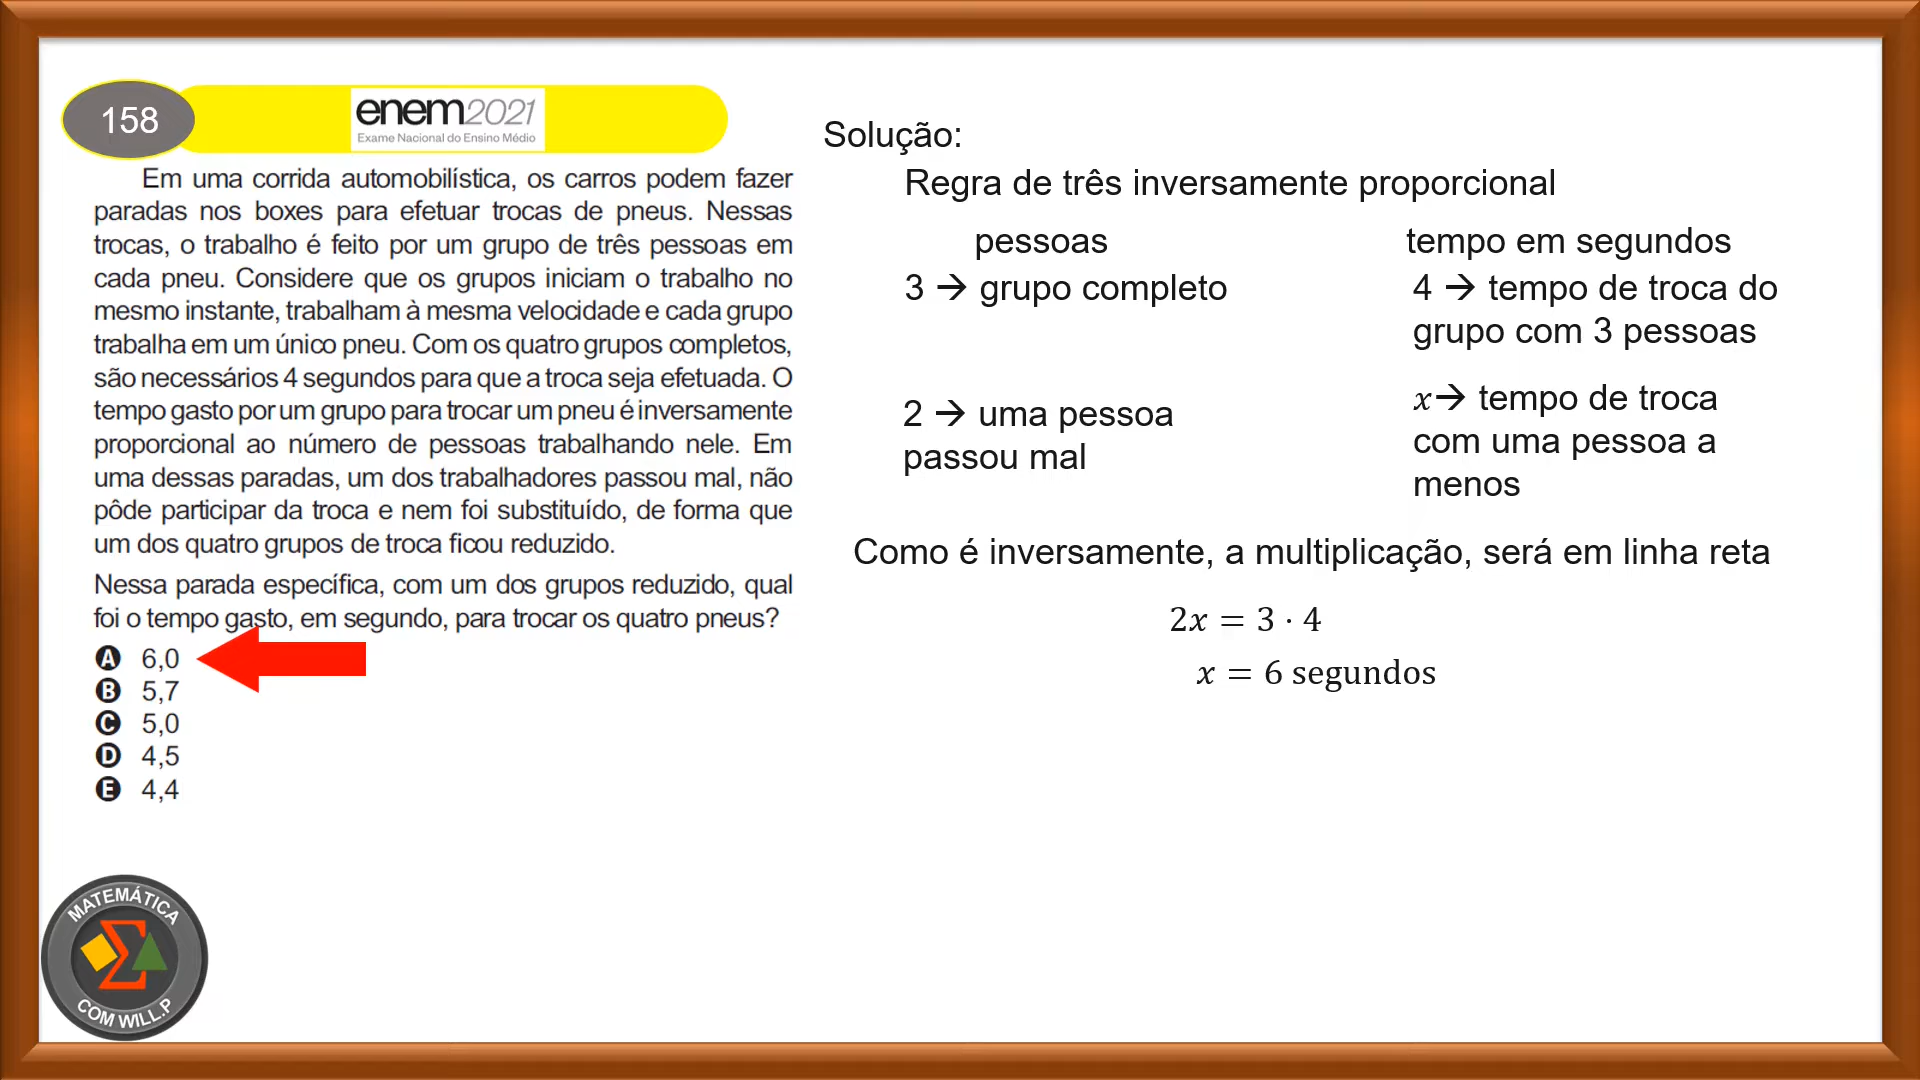 158
enem2021
Exame Nacional do Ensino Médio
Em uma corrida automobilística, os carros podem fazer
paradas nos boxes para efetuar trocas de pneus. Nessas
trocas, o trabalho é feito por um grupo de três pessoas em
cada pneu. Considere que os grupos iniciam o trabalho no
mesmo instante, trabalham à mesma velocidade e cada grupo
trabalha em um único pneu. Com os quatro grupos completos,
são necessários 4 segundos para que a troca seja efetuada. O
tempo gasto por um grupo para trocar um pneu é inversamente
proporcional ao número de pessoas trabalhando nele. Em
uma dessas paradas, um dos trabalhadores passou mal, não
pôde participar da troca e nem foi substituído, de forma que
um dos quatro grupos de troca ficou reduzido.
Nessa parada específica, com um dos grupos reduzido, qual
foi o tempo gasto, em segundo, para trocar os quatro pneus?
A 6,0
B 5,7
C 5,0
D 4,5
E 4,4
Solução:
Regra de três inversamente proporcional
pessoas
3 → grupo completo
2 → uma pessoa
passou mal
tempo em segundos
4 → tempo de troca do
grupo com 3 pessoas
x→ tempo de troca
com uma pessoa a
menos
Como é inversamente, a multiplicação, será em linha reta
2x = 3 · 4
x = 6 segundos
MATEMÁTICA
COM WILL.P